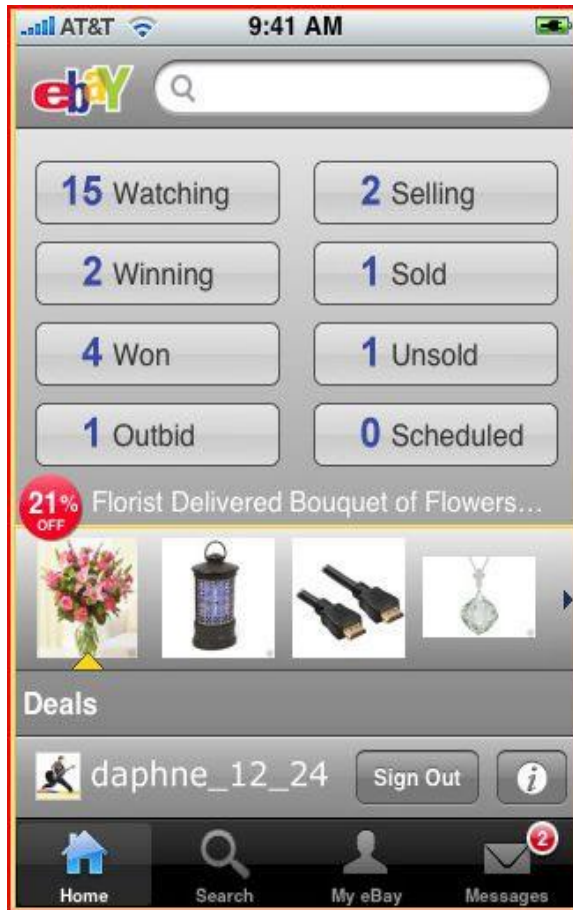 AT&T 9:41 AM
ebaY
15 Watching 2 Selling
2 Winning 1 Sold
4 Won 1 Unsold
1 Outbid 0 Scheduled
21% OFF Florist Delivered Bouquet of Flowers...
Deals
daphne_12_24 Sign Out i
2
Home Search My eBay Messages